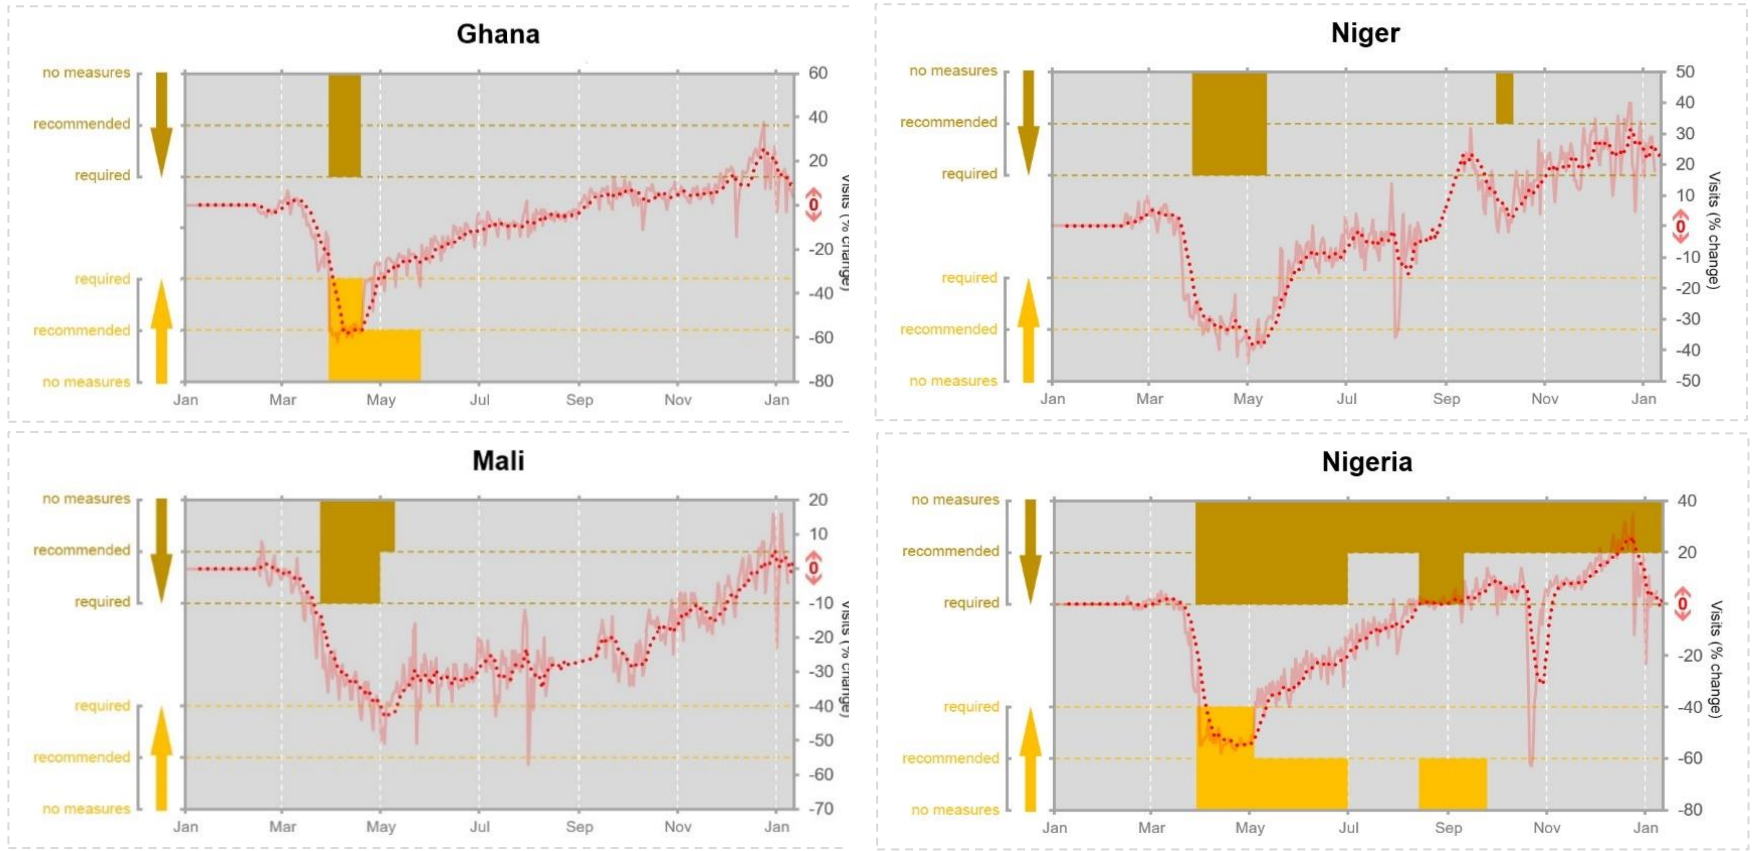 Ghana
no measures
recommended
required
required
recommended
no measures
60
40
20
0
-20
-40
-60
-80
Visits (% change)
Jan Mar May Jul Sep Nov Jan
Niger
no measures
recommended
required
required
recommended
no measures
50
40
30
20
10
0
-10
-20
-30
-40
-50
Visits (% change)
Jan Mar May Jul Sep Nov Jan
Mali
no measures
recommended
required
required
recommended
no measures
20
10
0
-10
-20
-30
-40
-50
-60
-70
Visits (% change)
Jan Mar May Jul Sep Nov Jan
Nigeria
no measures
recommended
required
required
recommended
no measures
40
20
0
-20
-40
-60
-80
Visits (% change)
Jan Mar May Jul Sep Nov Jan